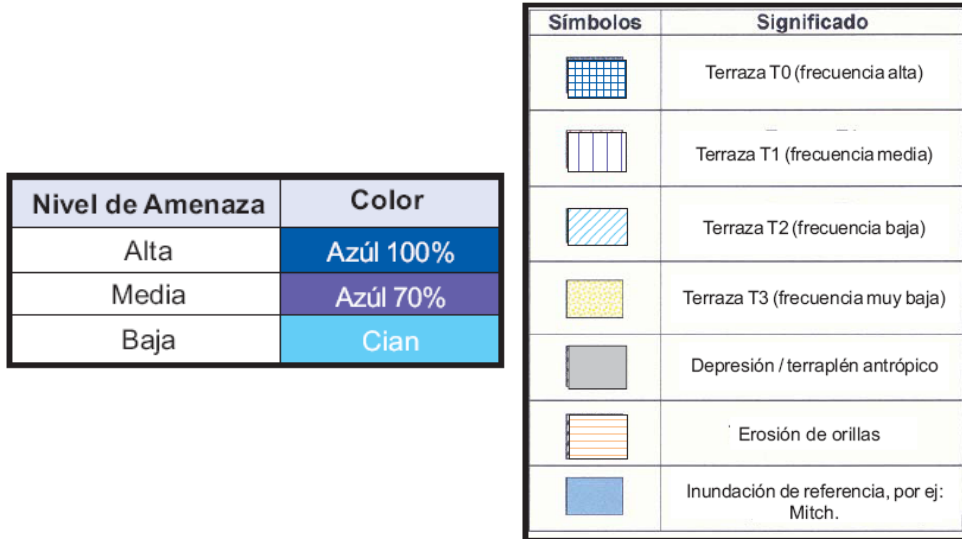 Nivel de Amenaza Color
Alta Azúl 100%
Media Azúl 70%
Baja Cian
Símbolos Significado
Terraza T0 (frecuencia alta)
Terraza T1 (frecuencia media)
Terraza T2 (frecuencia baja)
Terraza T3 (frecuencia muy baja)
Depresión / terraplén antrópico
Erosión de orillas
Inundación de referencia, por ej:
Mitch.